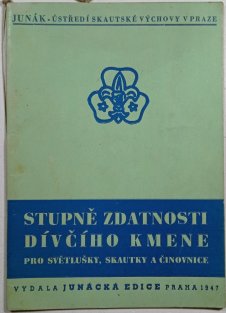 JUNÁK - ÚSTŘEDÍ SKAUTSKÉ VÝCHOVY V PRAZE
STUPNĚ ZDATNOSTI
DÍVČÍHO KMENE
PRO SVĚTLUŠKY, SKAUTKY A ČINOVNICE
VYDALA JUNÁCKÁ EDICE PRAHA 1947